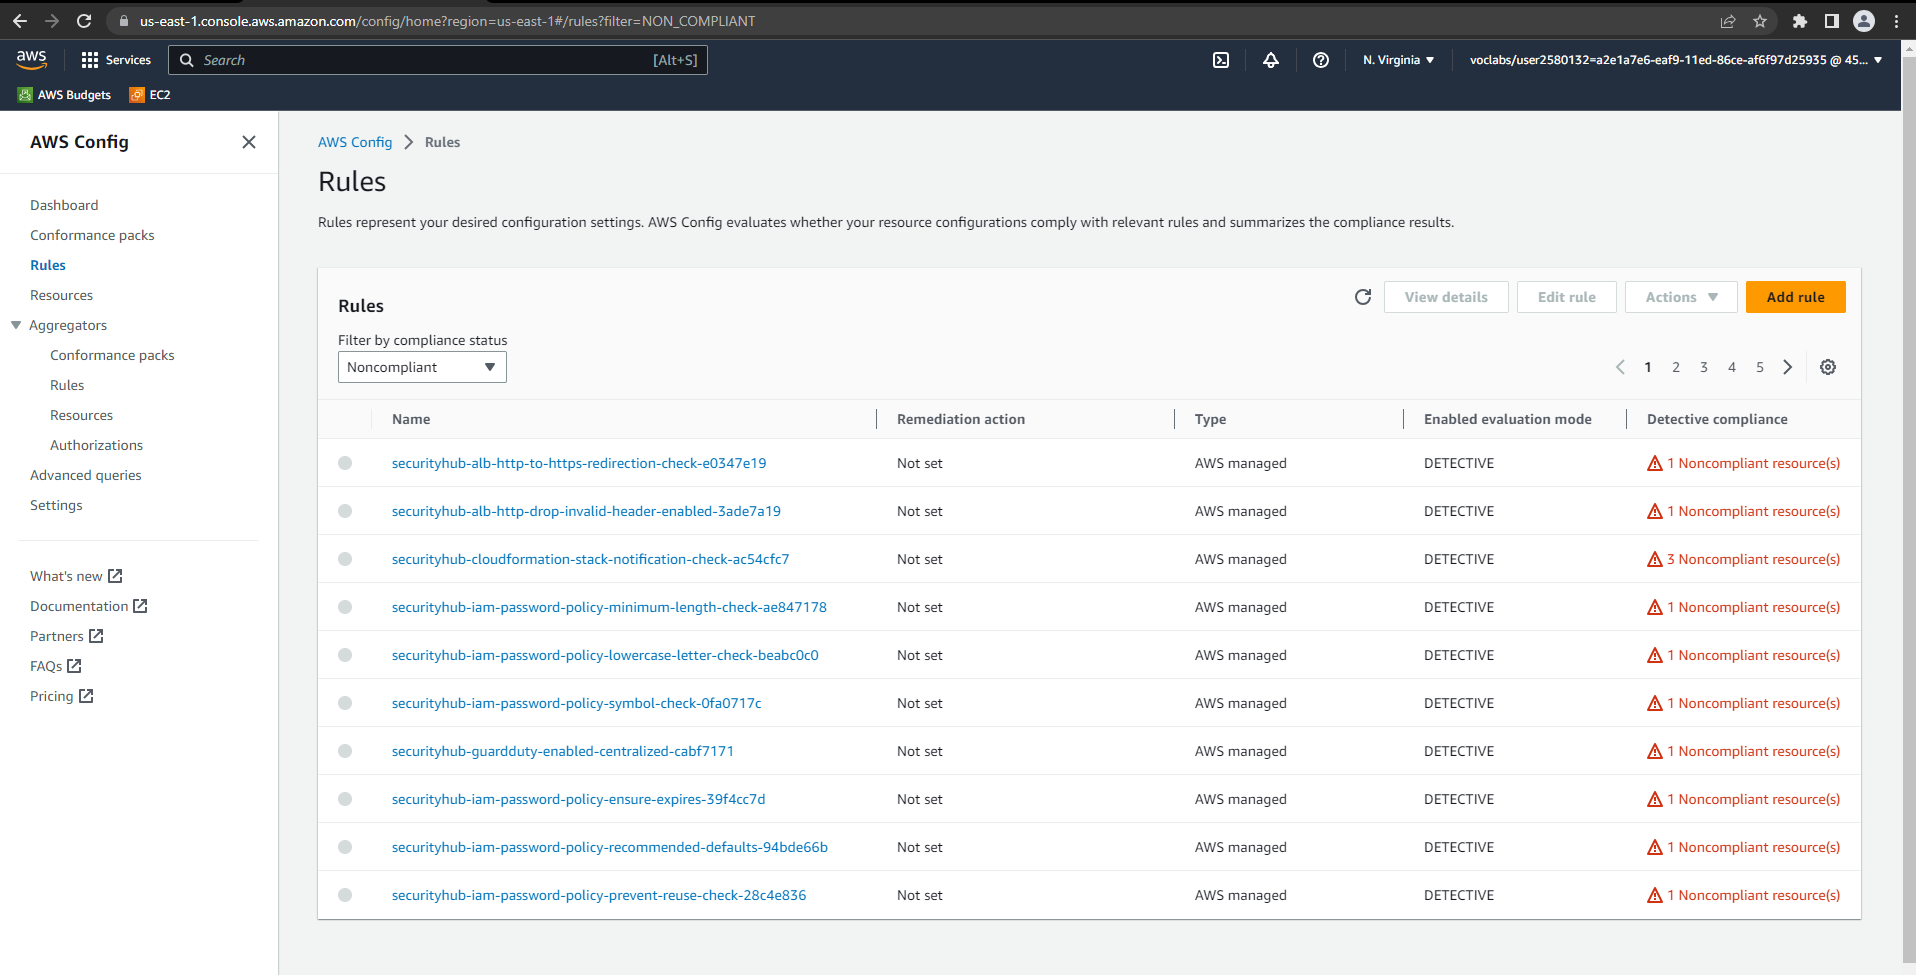 us-east-1.console.aws.amazon.com/config/home?region=us-east-1#/rules?filter=NON_COMPLIANT
aws Services Search [Alt+S] N. Virginia voclabs/user2580132=a2e1a7e6-eaf9-11ed-86ce-af6f97d25935 @ 45...
AWS Budgets EC2
AWS Config
Dashboard
Conformance packs
Rules
Resources
Aggregators
Conformance packs
Rules
Resources
Authorizations
Advanced queries
Settings
What's new
Documentation
Partners
FAQs
Pricing
AWS Config Rules
Rules
Rules represent your desired configuration settings. AWS Config evaluates whether your resource configurations comply with relevant rules and summarizes the compliance results.
Rules View details Edit rule Actions Add rule
Filter by compliance status
Noncompliant 1 2 3 4 5
Name Remediation action Type Enabled evaluation mode Detective compliance
securityhub-alb-http-to-https-redirection-check-e0347e19 Not set AWS managed DETECTIVE 1 Noncompliant resource(s)
securityhub-alb-http-drop-invalid-header-enabled-3ade7a19 Not set AWS managed DETECTIVE 1 Noncompliant resource(s)
securityhub-cloudformation-stack-notification-check-ac54cfc7 Not set AWS managed DETECTIVE 3 Noncompliant resource(s)
securityhub-iam-password-policy-minimum-length-check-ae847178 Not set AWS managed DETECTIVE 1 Noncompliant resource(s)
securityhub-iam-password-policy-lowercase-letter-check-beabc0c0 Not set AWS managed DETECTIVE 1 Noncompliant resource(s)
securityhub-iam-password-policy-symbol-check-0fa0717c Not set AWS managed DETECTIVE 1 Noncompliant resource(s)
securityhub-guardduty-enabled-centralized-cabf7171 Not set AWS managed DETECTIVE 1 Noncompliant resource(s)
securityhub-iam-password-policy-ensure-expires-39f4cc7d Not set AWS managed DETECTIVE 1 Noncompliant resource(s)
securityhub-iam-password-policy-recommended-defaults-94bde66b Not set AWS managed DETECTIVE 1 Noncompliant resource(s)
securityhub-iam-password-policy-prevent-reuse-check-28c4e836 Not set AWS managed DETECTIVE 1 Noncompliant resource(s)